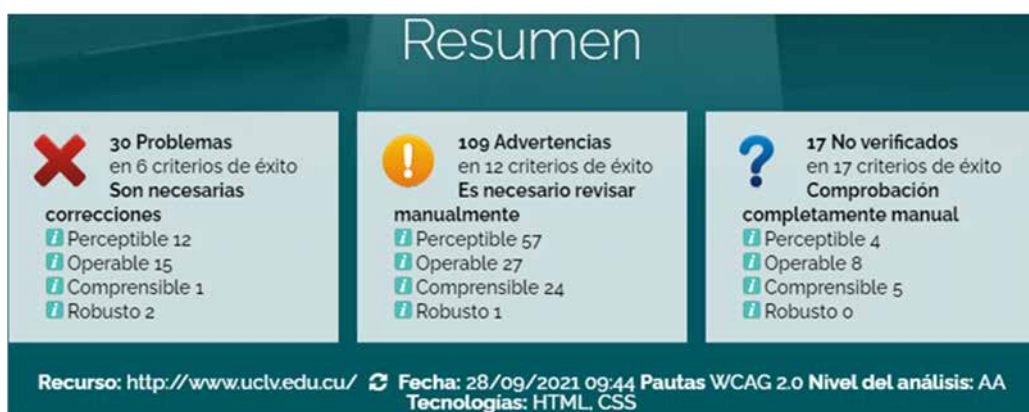 Resumen
30 Problemas
en 6 criterios de éxito
Son necesarias
correcciones
Perceptible 12
Operable 15
Comprensible 1
Robusto 2
109 Advertencias
en 12 criterios de éxito
Es necesario revisar
manualmente
Perceptible 57
Operable 27
Comprensible 24
Robusto 1
17 No verificados
en 17 criterios de éxito
Comprobación
completamente manual
Perceptible 4
Operable 8
Comprensible 5
Robusto 0
Recurso: http://www.uclv.edu.cu/ Fecha: 28/09/2021 09:44 Pautas WCAG 2.0 Nivel del análisis: AA
Tecnologías: HTML, CSS